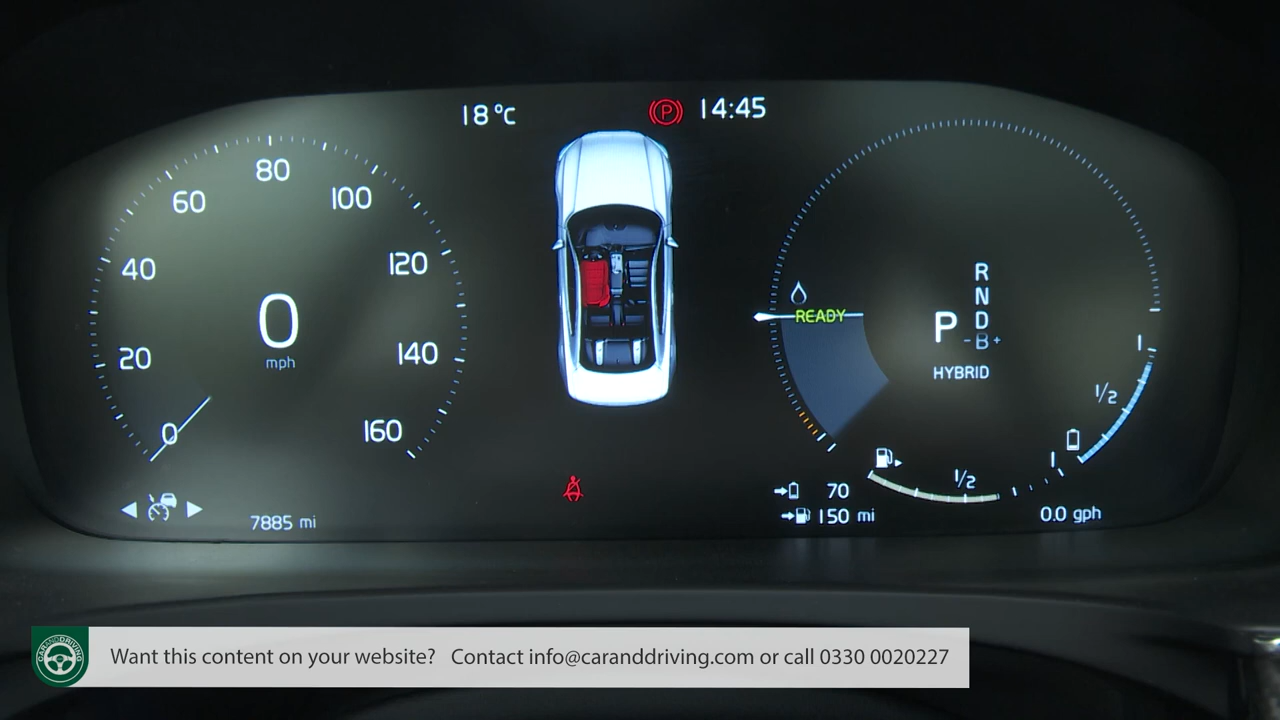 18°C
P
14:45
80
60
100
40
120
0
mph
20
140
0
160
7885 mi
READY
R
N
P
D
-B+
HYBRID
1
1/2
1/2
1
70
150 mi
0.0 gph
CARANDDRIVING
Want this content on your website? Contact info@caranddriving.com or call 0330 0020227